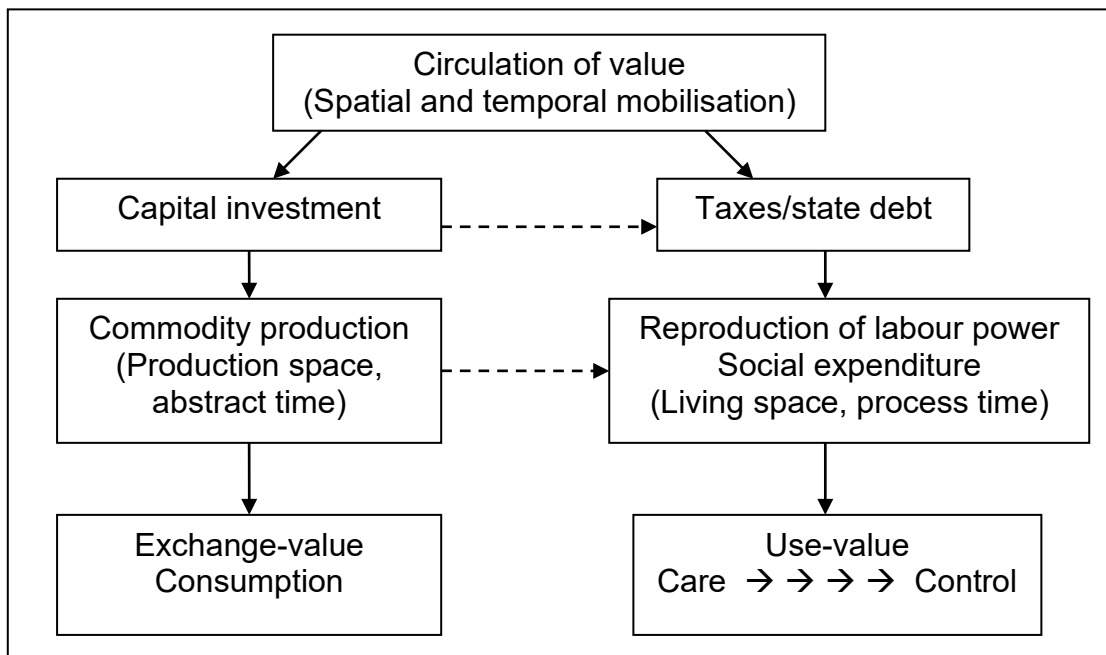 Circulation of value
(Spatial and temporal mobilisation)
Capital investment
Taxes/state debt
Commodity production
(Production space,
abstract time)
Reproduction of labour power
Social expenditure
(Living space, process time)
Exchange-value
Consumption
Use-value
Care → → → → Control